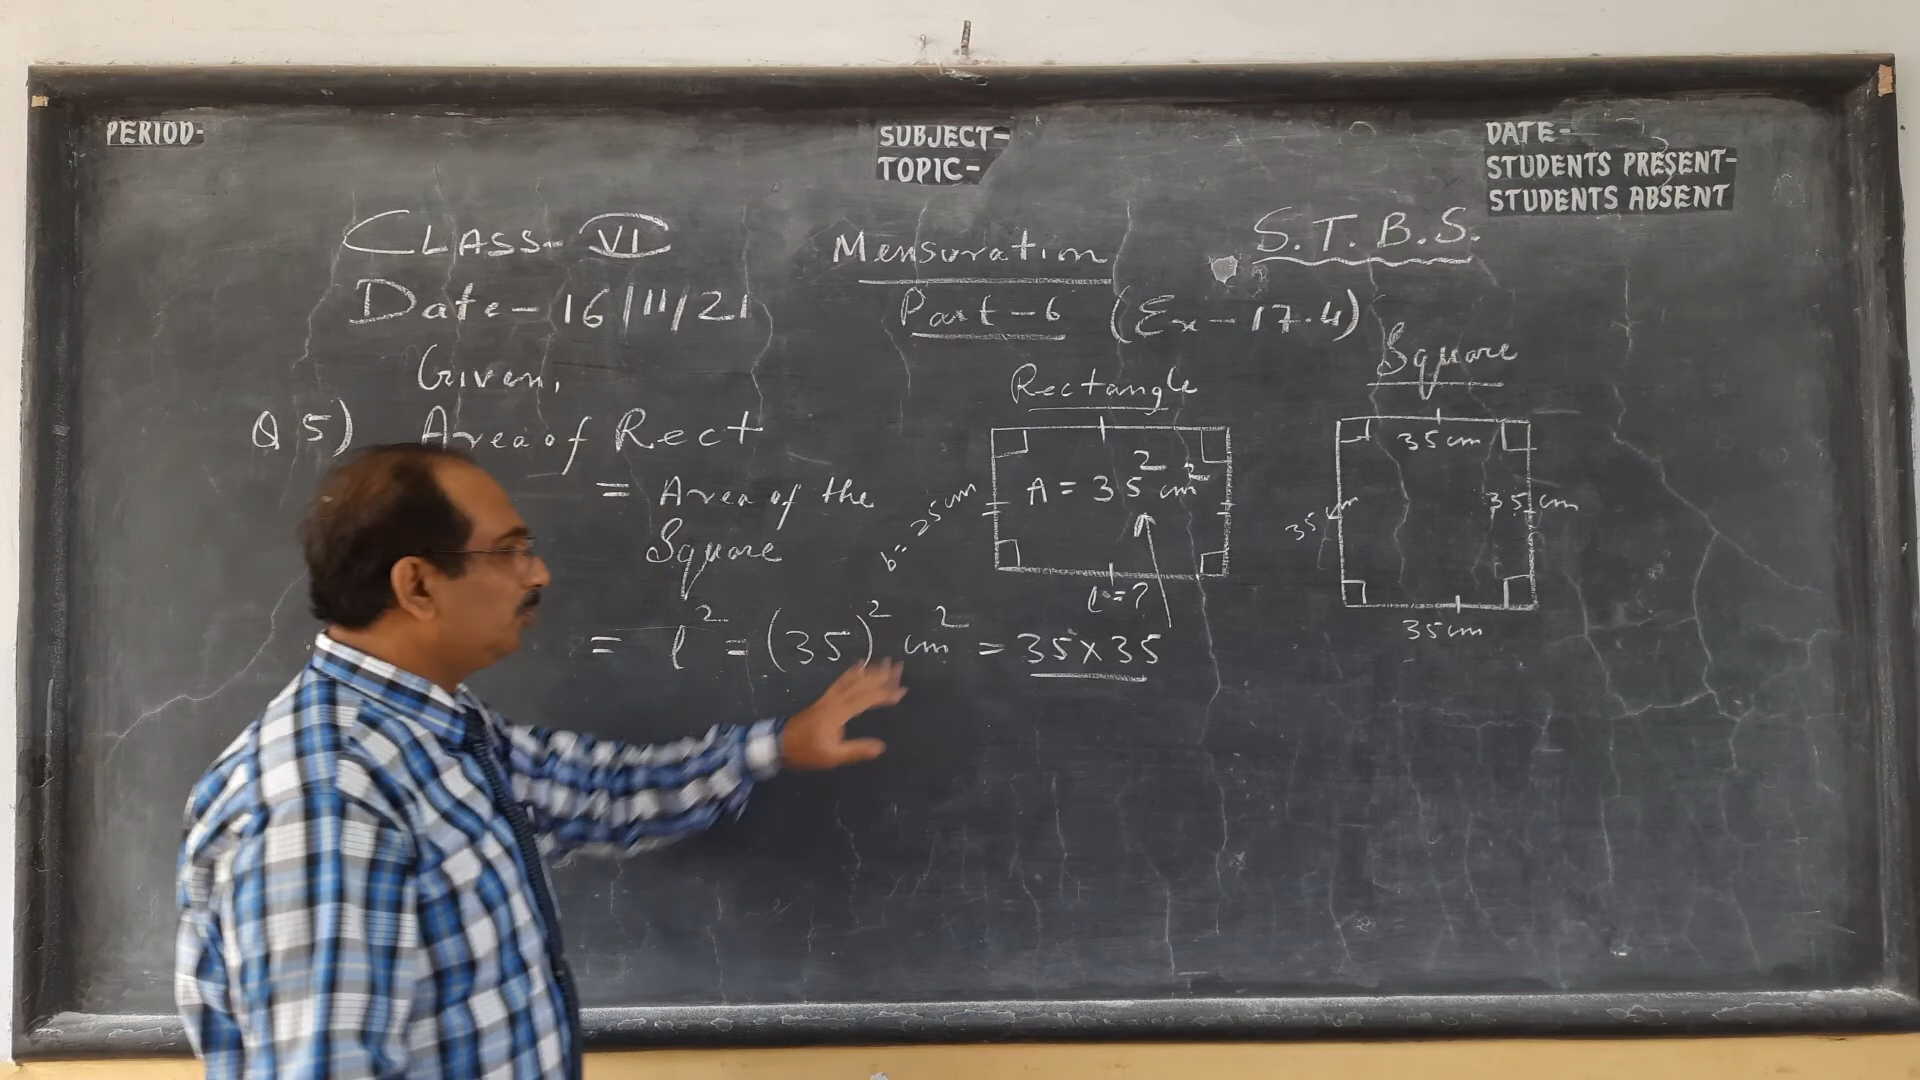 PERIOD-
SUBJECT-
TOPIC-
DATE-
STUDENTS PRESENT-
STUDENTS ABSENT
CLASS- VI
Mensuration
S.T.B.S.
Date- 16/11/21
Part-6 (Ex-17.4)
Given,
Q5) Area of Rect
= Area of the
Square
= l² = (35)² cm² = 35×35
Rectangle
A = 35² cm²
b = 25cm
l = ?
Square
35cm
35cm
35cm
35cm